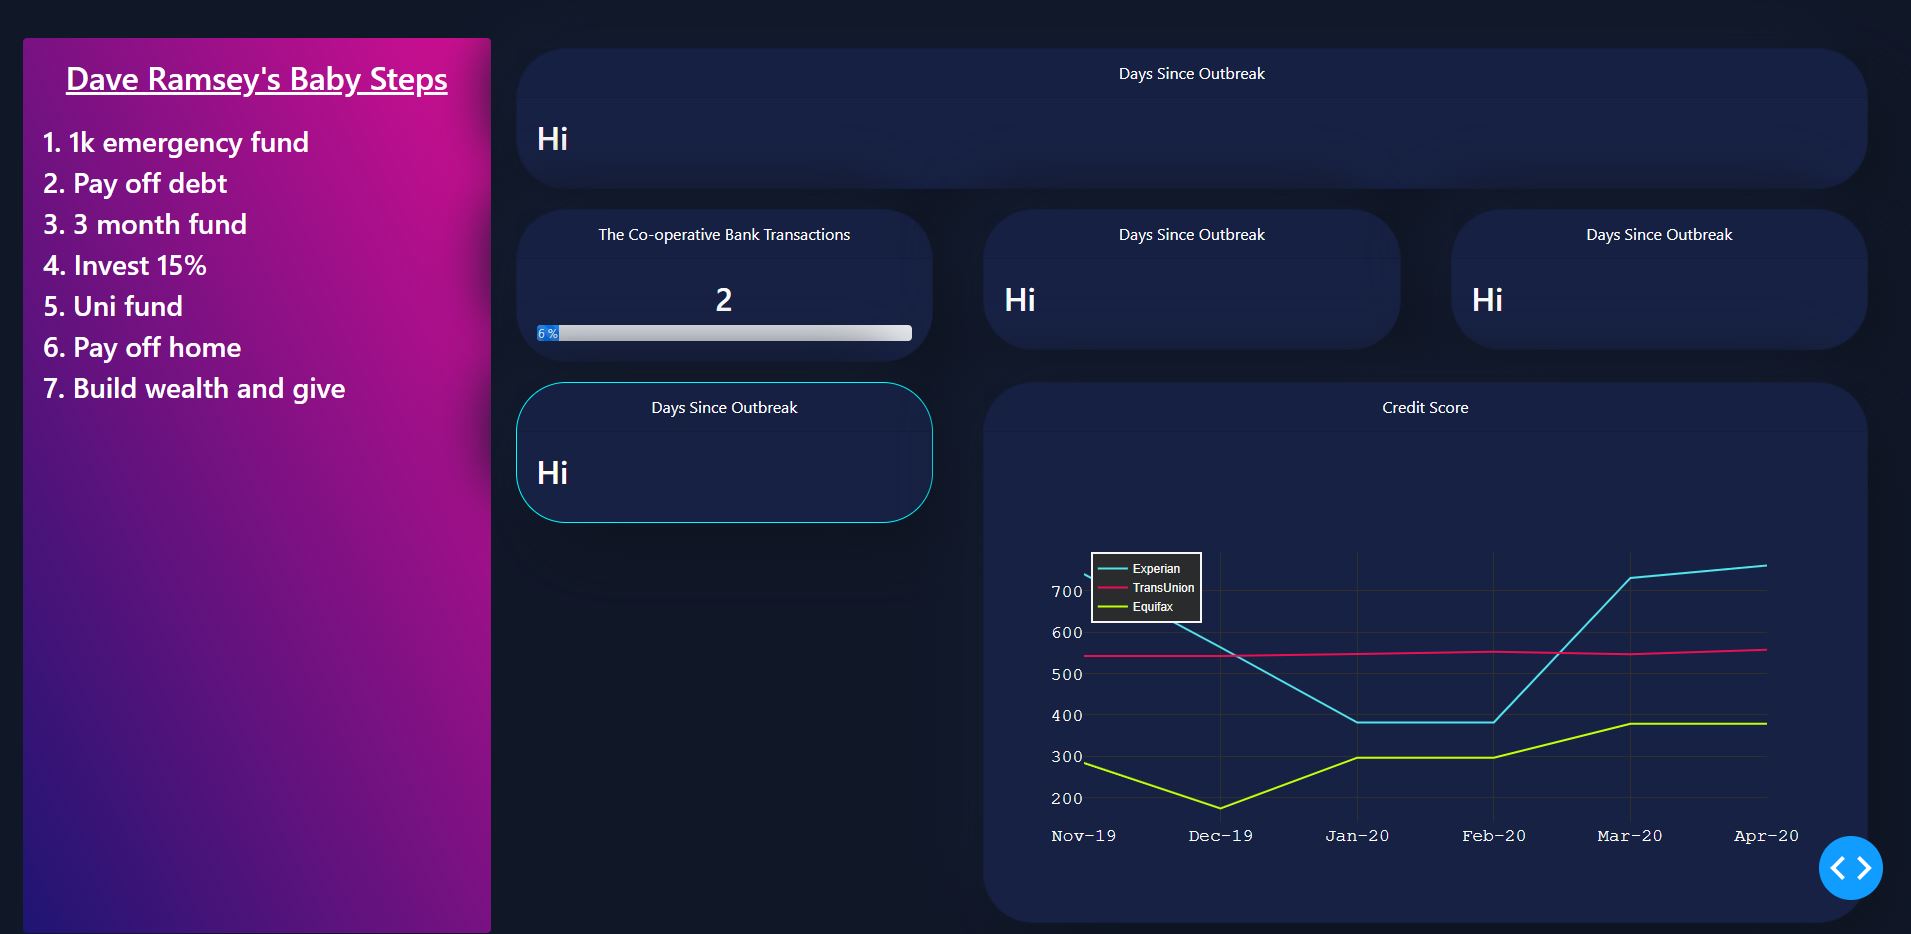 Dave Ramsey's Baby Steps
1. 1k emergency fund
2. Pay off debt
3. 3 month fund
4. Invest 15%
5. Uni fund
6. Pay off home
7. Build wealth and give
Days Since Outbreak
Hi
The Co-operative Bank Transactions
2
6 %
Days Since Outbreak
Hi
Days Since Outbreak
Hi
Days Since Outbreak
Hi
Credit Score
Experian
TransUnion
Equifax
700
600
500
400
300
200
Nov-19 Dec-19 Jan-20 Feb-20 Mar-20 Apr-20